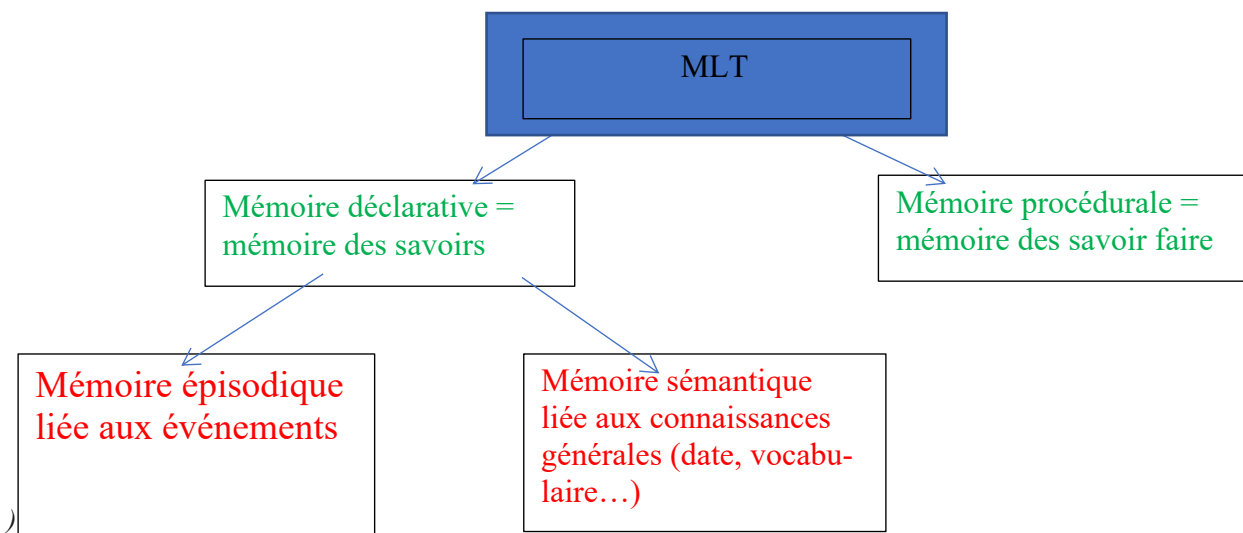 MLT
Mémoire déclarative =
mémoire des savoirs
Mémoire procédurale =
mémoire des savoir faire
Mémoire épisodique
liée aux événements
Mémoire sémantique
liée aux connaissances
générales (date, vocabu-
laire…)
)